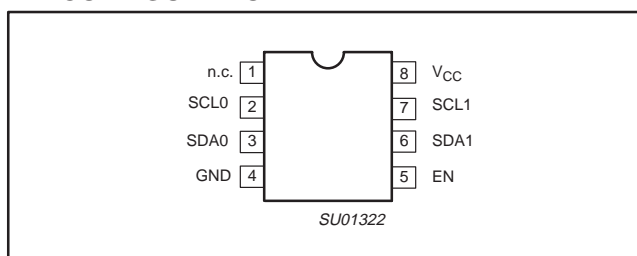 n.c. 1 8 VCC
SCL0 2 7 SCL1
SDA0 3 6 SDA1
GND 4 5 EN
SU01322